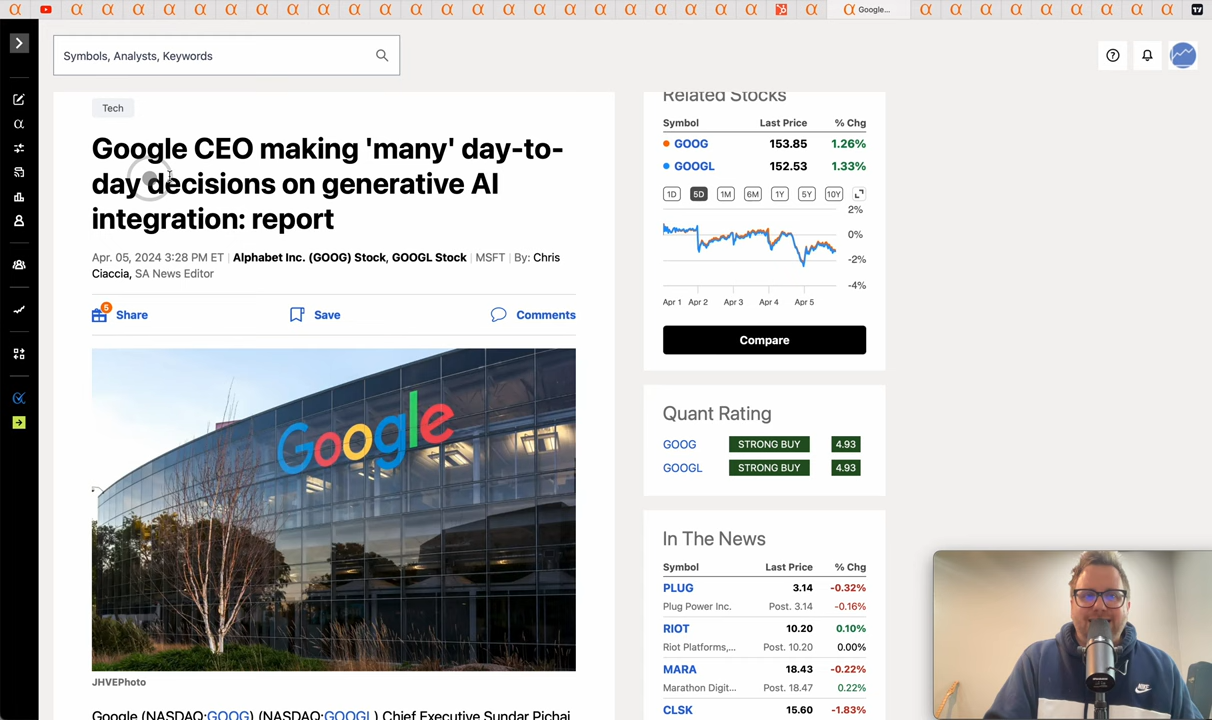 Google...
Symbols, Analysts, Keywords
Tech
Google CEO making 'many' day-to-
day decisions on generative AI
integration: report
Apr. 05, 2024 3:28 PM ET | Alphabet Inc. (GOOG) Stock, GOOGL Stock | MSFT | By: Chris
Ciaccia, SA News Editor
5
Share
Save
Comments
Google
JHVEPhoto
Google (NASDAQ:GOOG) (NASDAQ:GOOGL) Chief Executive Sundar Pichai
Related Stocks
Symbol Last Price % Chg
GOOG 153.85 1.26%
GOOGL 152.53 1.33%
1D 5D 1M 6M 1Y 5Y 10Y
2%
0%
-2%
-4%
Apr 1 Apr 2 Apr 3 Apr 4 Apr 5
Compare
Quant Rating
GOOG STRONG BUY 4.93
GOOGL STRONG BUY 4.93
In The News
Symbol Last Price % Chg
PLUG 3.14 -0.32%
Plug Power Inc. Post. 3.14 -0.16%
RIOT 10.20 0.10%
Riot Platforms,... Post. 10.20 0.00%
MARA 18.43 -0.22%
Marathon Digit... Post. 18.47 0.22%
CLSK 15.60 -1.83%